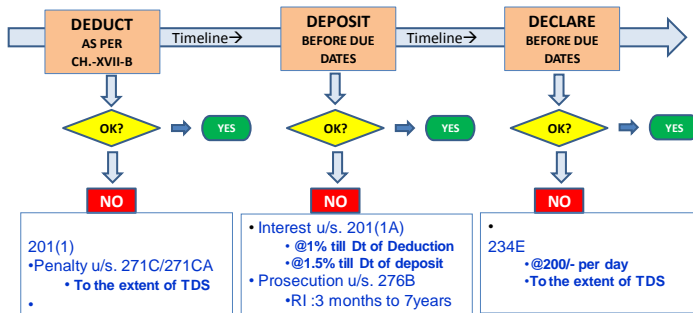 DEDUCT
AS PER
CH.-XVII-B
Timeline→
DEPOSIT
BEFORE DUE
DATES
Timeline→
DECLARE
BEFORE DUE
DATES
OK?
YES
OK?
YES
OK?
YES
NO
NO
NO
201(1)
•Penalty u/s. 271C/271CA
• To the extent of TDS
•
• Interest u/s. 201(1A)
• @1% till Dt of Deduction
• @1.5% till Dt of deposit
• Prosecution u/s. 276B
•RI :3 months to 7years
•
234E
•@200/- per day
•To the extent of TDS